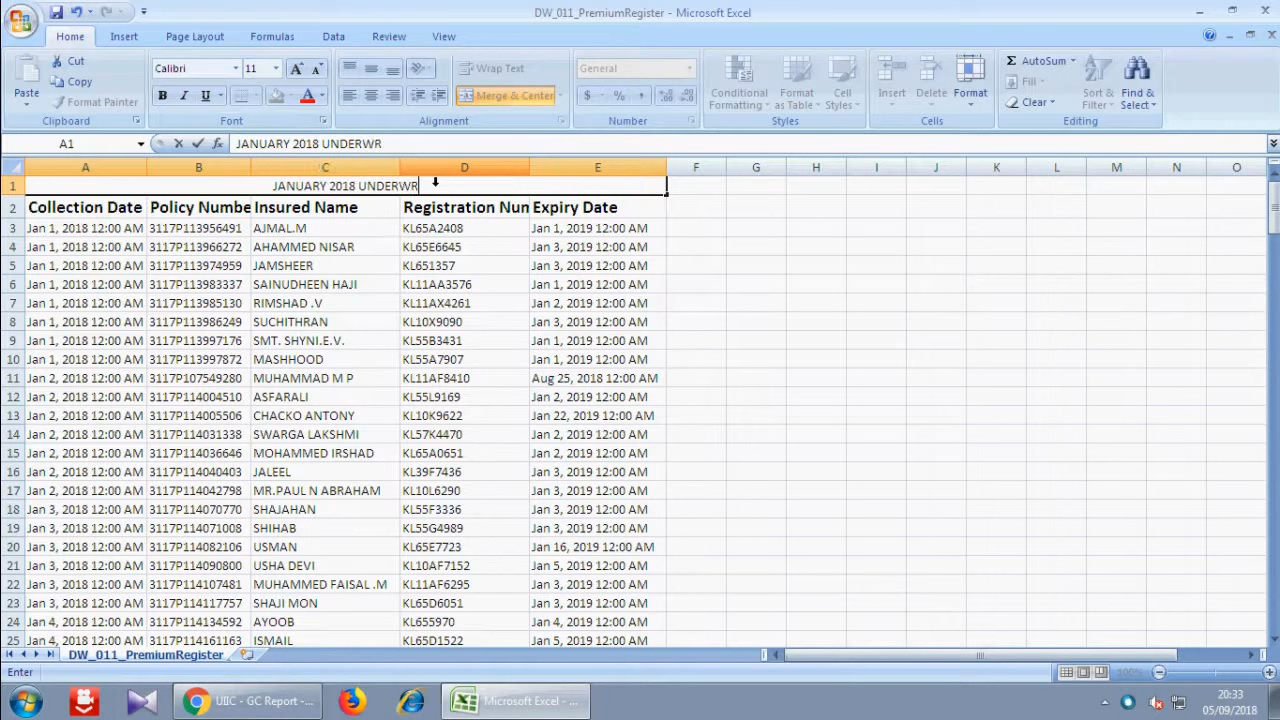 DW_011_PremiumRegister - Microsoft Excel
Home Insert Page Layout Formulas Data Review View
Paste Cut Calibri 11 A A Wrap Text General Conditional Formatting Format as Table Cell Styles Insert Delete Format Σ AutoSum Sort & Filter Find & Select
Copy B I U A Merge & Center $ % , Fill
Format Painter Clear
Clipboard Font Alignment Number Styles Cells Editing
A1 fx JANUARY 2018 UNDERWR
A B C D E F G H I J K L M N O
1 JANUARY 2018 UNDERWR
2 Collection Date Policy Numbe Insured Name Registration Nun Expiry Date
3 Jan 1, 2018 12:00 AM 3117P113956491 AJMAL.M KL65A2408 Jan 1, 2019 12:00 AM
4 Jan 1, 2018 12:00 AM 3117P113966272 AHAMMED NISAR KL65E6645 Jan 3, 2019 12:00 AM
5 Jan 1, 2018 12:00 AM 3117P113974959 JAMSHEER KL651357 Jan 3, 2019 12:00 AM
6 Jan 1, 2018 12:00 AM 3117P113983337 SAINUDHEEN HAJI KL11AA3576 Jan 3, 2019 12:00 AM
7 Jan 1, 2018 12:00 AM 3117P113985130 RIMSHAD .V KL11AX4261 Jan 2, 2019 12:00 AM
8 Jan 1, 2018 12:00 AM 3117P113986249 SUCHITHRAN KL10X9090 Jan 3, 2019 12:00 AM
9 Jan 1, 2018 12:00 AM 3117P113997176 SMT. SHYNI.E.V. KL55B3431 Jan 1, 2019 12:00 AM
10 Jan 1, 2018 12:00 AM 3117P113997872 MASHHOOD KL55A7907 Jan 1, 2019 12:00 AM
11 Jan 2, 2018 12:00 AM 3117P107549280 MUHAMMAD M P KL11AF8410 Aug 25, 2018 12:00 AM
12 Jan 2, 2018 12:00 AM 3117P114004510 ASFARALI KL55L9169 Jan 2, 2019 12:00 AM
13 Jan 2, 2018 12:00 AM 3117P114005506 CHACKO ANTONY KL10K9622 Jan 22, 2019 12:00 AM
14 Jan 2, 2018 12:00 AM 3117P114031338 SWARGA LAKSHMI KL57K4470 Jan 2, 2019 12:00 AM
15 Jan 2, 2018 12:00 AM 3117P114036646 MOHAMMED IRSHAD KL65A0651 Jan 2, 2019 12:00 AM
16 Jan 2, 2018 12:00 AM 3117P114040403 JALEEL KL39F7436 Jan 3, 2019 12:00 AM
17 Jan 2, 2018 12:00 AM 3117P114042798 MR.PAUL N ABRAHAM KL10L6290 Jan 3, 2019 12:00 AM
18 Jan 3, 2018 12:00 AM 3117P114070770 SHAJAHAN KL55F3336 Jan 3, 2019 12:00 AM
19 Jan 3, 2018 12:00 AM 3117P114071008 SHIHAB KL55G4989 Jan 3, 2019 12:00 AM
20 Jan 3, 2018 12:00 AM 3117P114082106 USMAN KL65E7723 Jan 16, 2019 12:00 AM
21 Jan 3, 2018 12:00 AM 3117P114090800 USHA DEVI KL10AF7152 Jan 5, 2019 12:00 AM
22 Jan 3, 2018 12:00 AM 3117P114107481 MUHAMMED FAISAL .M KL11AF6295 Jan 3, 2019 12:00 AM
23 Jan 3, 2018 12:00 AM 3117P114117757 SHAJI MON KL65D6051 Jan 3, 2019 12:00 AM
24 Jan 4, 2018 12:00 AM 3117P114134592 AYOOB KL655970 Jan 4, 2019 12:00 AM
25 Jan 4, 2018 12:00 AM 3117P114161163 ISMAIL KL65D1522 Jan 5, 2019 12:00 AM
DW_011_PremiumRegister
Enter 100%
UIIC - GC Report -... Microsoft Excel - ... 20:33
05/09/2018